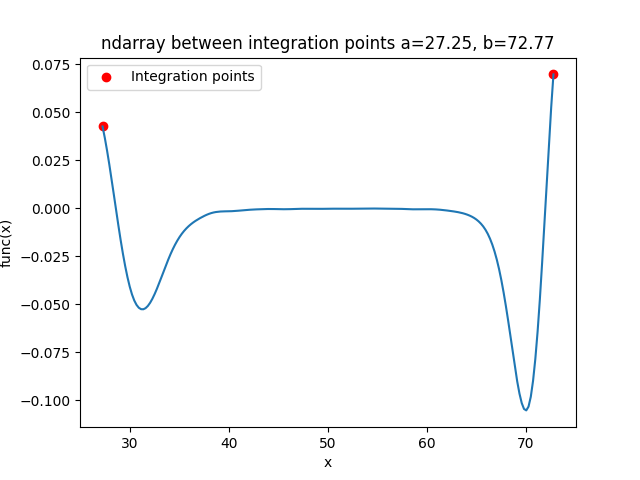 ndarray between integration points a=27.25, b=72.77
Integration points
0.075
0.050
0.025
0.000
−0.025
−0.050
−0.075
−0.100
func(x)
30 40 50 60 70
x